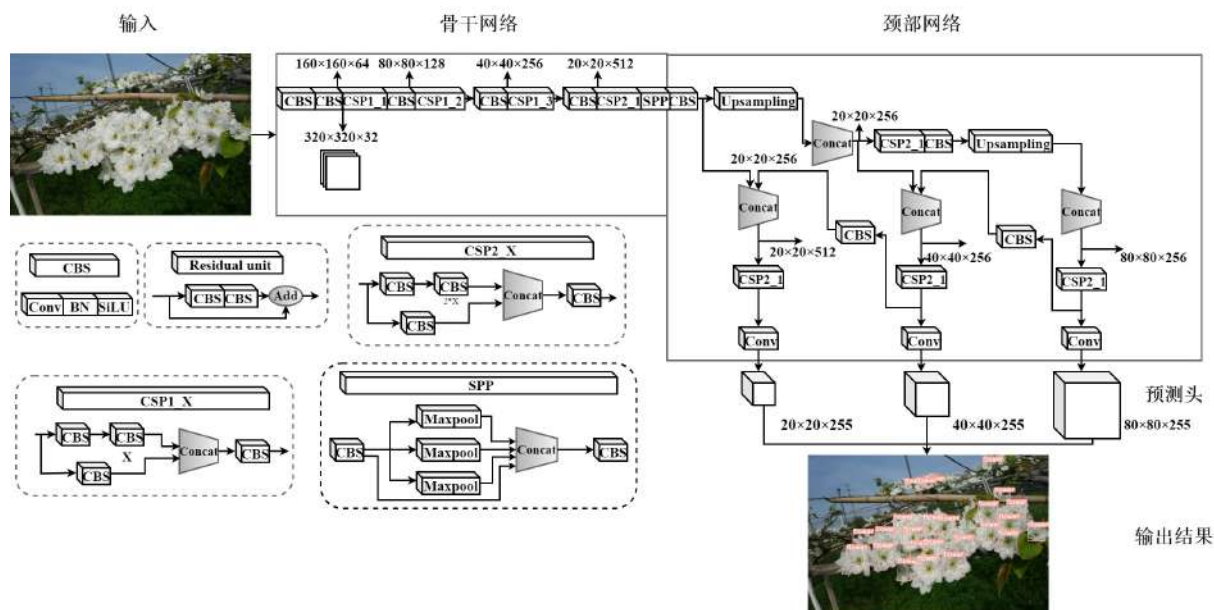 输入
骨干网络
颈部网络
160×160×64
80×80×128
40×40×256
20×20×512
CBS CBS CSP1_1 CBS CSP1_2
CBS CSP1_3
CBS CSP2_1 SPP CBS
Upsampling
320×320×32
20×20×256
Concat
CSP2_1 CBS
Upsampling
20×20×256
Concat
Concat
Concat
CBS
CBS
20×20×512
40×40×256
80×80×256
CSP2_1
CSP2_1
CSP2_1
Conv
Conv
Conv
预测头
20×20×255
40×40×255
80×80×255
输出结果
CBS
Conv BN SiLU
Residual unit
CBS CBS
Add
CSP2_X
CBS
CBS
2*X
Concat
CBS
CBS
CSP1_X
CBS
CBS
X
Concat
CBS
CBS
SPP
CBS
Maxpool
Maxpool
Maxpool
Concat
CBS